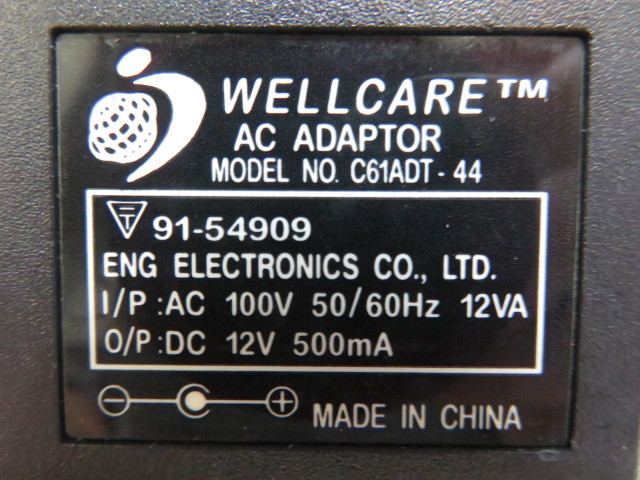 WELLCARE™
AC ADAPTOR
MODEL NO. C61ADT-44
T 91-54909
ENG ELECTRONICS CO., LTD.
I/P:AC 100V 50/60Hz 12VA
O/P:DC 12V 500mA
MADE IN CHINA